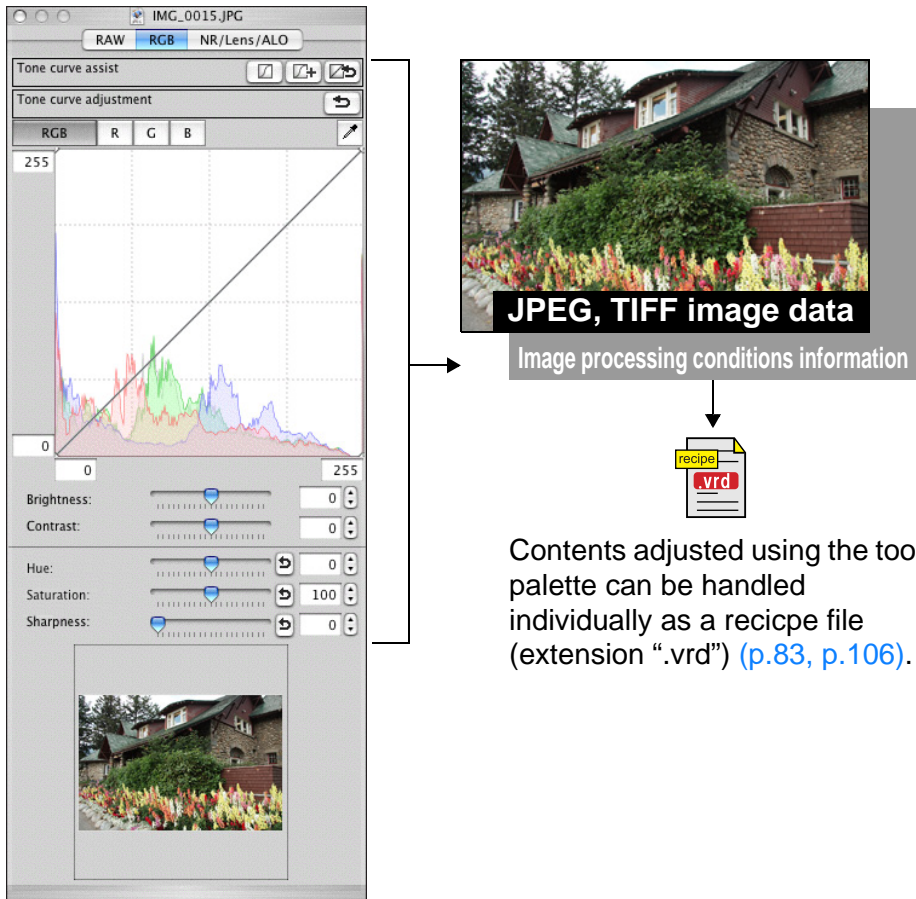 IMG_0015.JPG
RAW RGB NR/Lens/ALO
Tone curve assist
Tone curve adjustment
RGB R G B
255
0
0 255
Brightness: 0
Contrast: 0
Hue: 0
Saturation: 100
Sharpness: 0
JPEG, TIFF image data
Image processing conditions information
recipe
.vrd
Contents adjusted using the too
palette can be handled
individually as a recicpe file
(extension “.vrd”) (p.83, p.106).